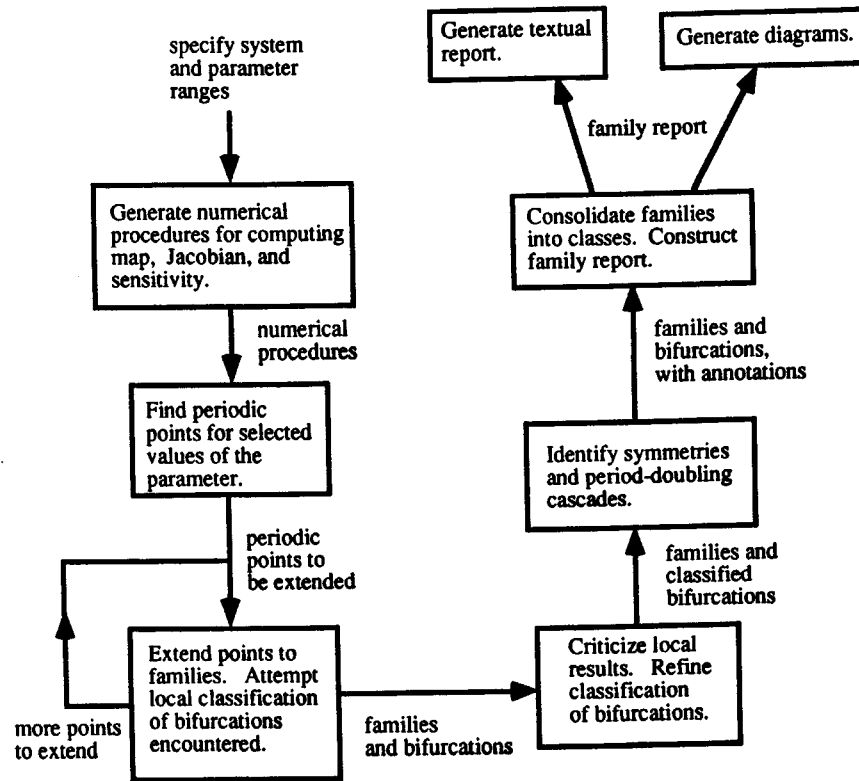 specify system
and parameter
ranges
Generate numerical
procedures for computing
map, Jacobian, and
sensitivity.
numerical
procedures
Find periodic
points for selected
values of the
parameter.
periodic
points to
be extended
Extend points to
families. Attempt
local classification
of bifurcations
encountered.
more points
to extend
families
and bifurcations
Criticize local
results. Refine
classification
of bifurcations.
families and
classified
bifurcations
Identify symmetries
and period-doubling
cascades.
families and
bifurcations,
with annotations
Consolidate families
into classes. Construct
family report.
family report
Generate textual
report.
Generate diagrams.